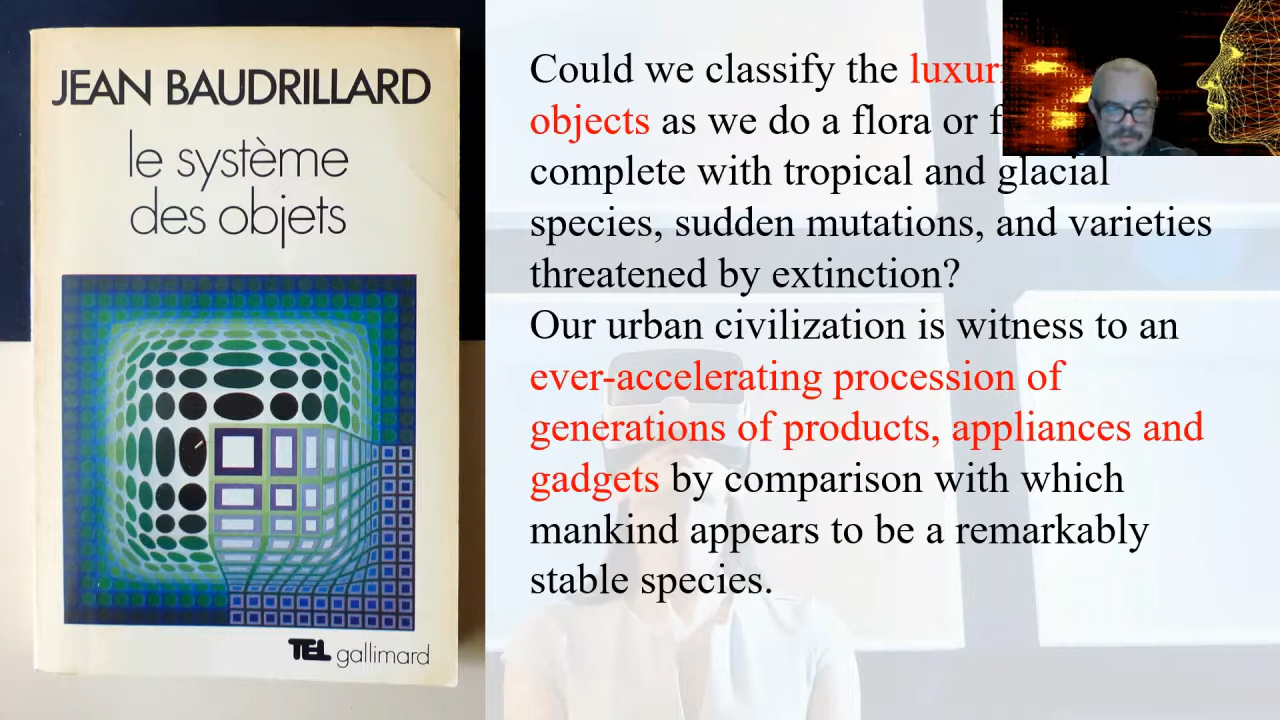 JEAN BAUDRILLARD
le système
des objets
TEL gallimard
Could we classify the
objects as we do a flora or
complete with tropical and glacial
species, sudden mutations, and varieties
threatened by extinction?
Our urban civilization is witness to an
ever-accelerating procession of
generations of products, appliances and
gadgets by comparison with which
mankind appears to be a remarkably
stable species.